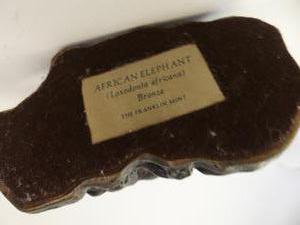 AFRICAN ELEPHANT
(Loxodonta africana)
Bronze
THE FRANKLIN MINT